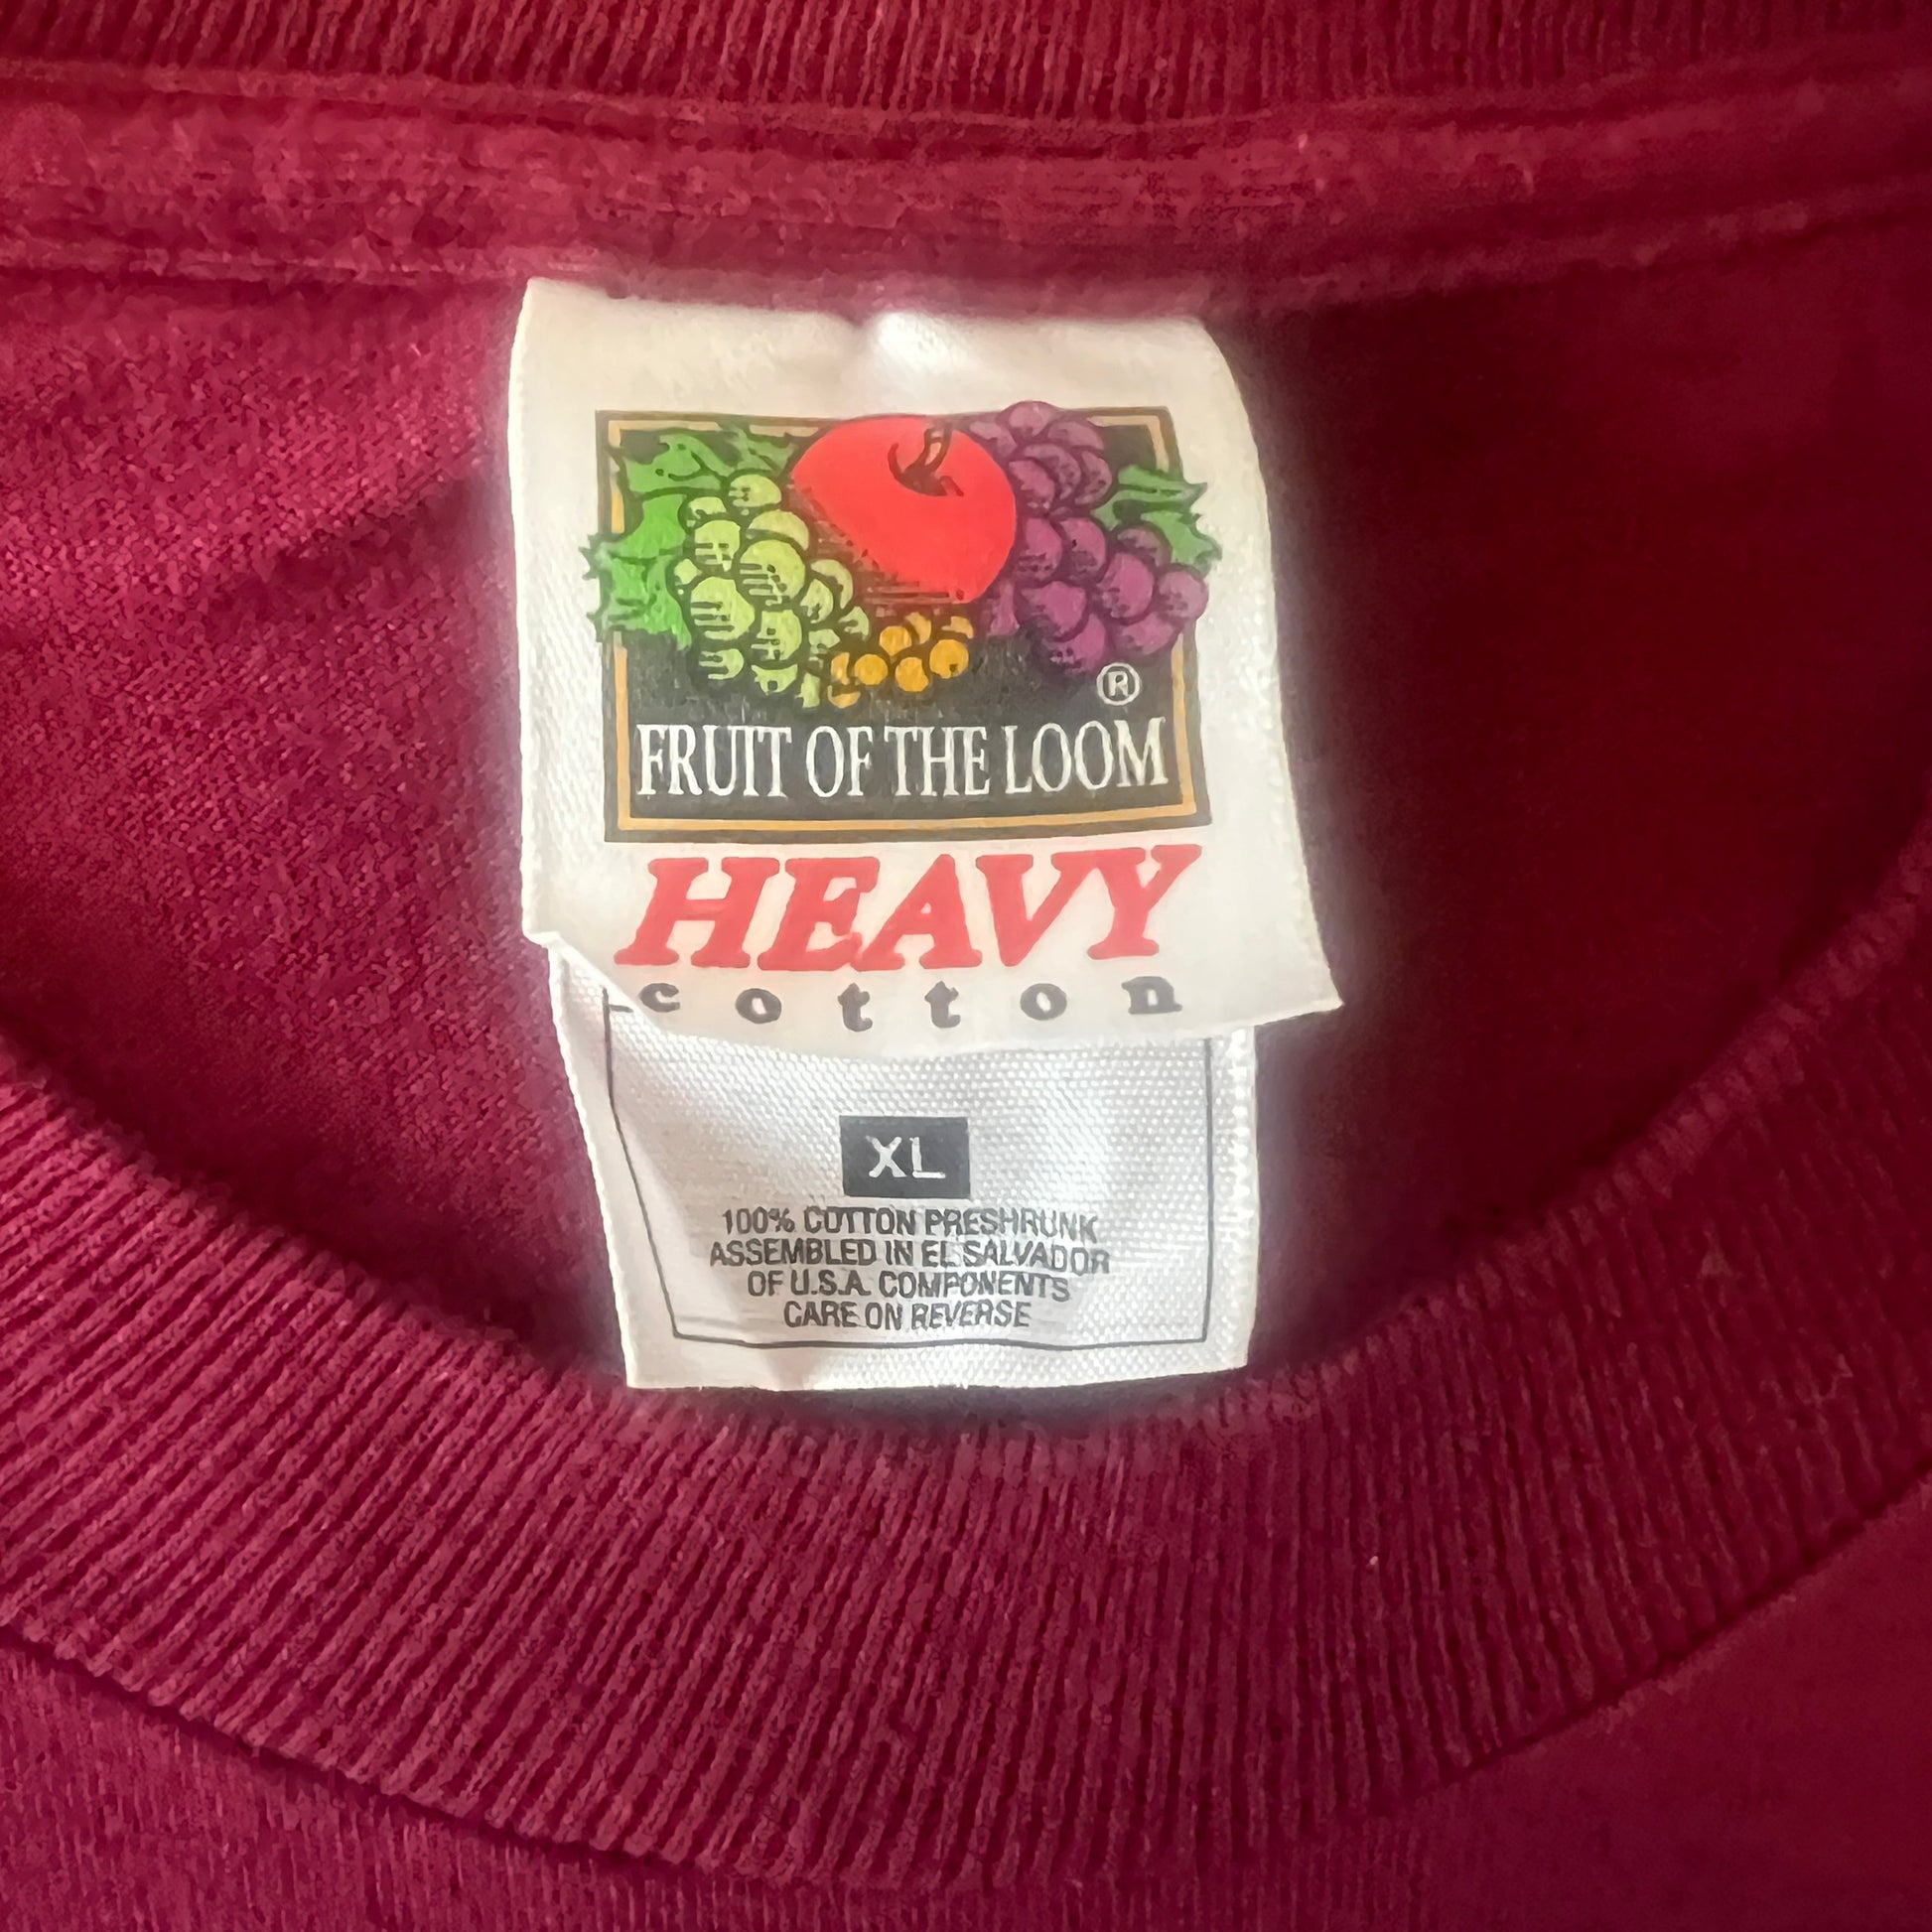 ®
FRUIT OF THE LOOM
HEAVY
cotton
XL
100% COTTON PRESHRUNK
ASSEMBLED IN EL SALVADOR
OF U.S.A. COMPONENTS
CARE ON REVERSE